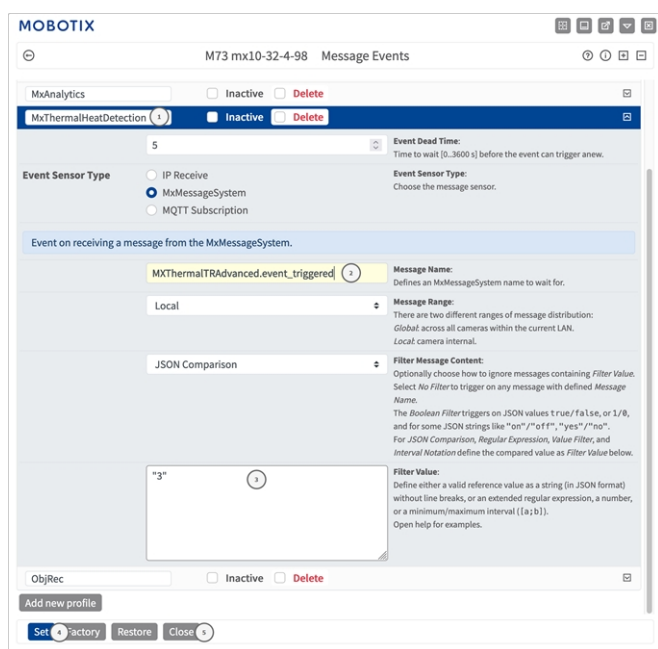 MOBOTIX
M73 mx10-32-4-98 Message Events
MxAnalytics Inactive Delete
MxThermalHeatDetection 1 Inactive Delete
5
Event Dead Time:
Time to wait [0..3600 s] before the event can trigger anew.
Event Sensor Type
IP Receive
MxMessageSystem
MQTT Subscription
Event Sensor Type:
Choose the message sensor.
Event on receiving a message from the MxMessageSystem.
MXThermalTRAdvanced.event_triggered 2
Message Name:
Defines an MxMessageSystem name to wait for.
Local
Message Range:
There are two different ranges of message distribution:
Global: across all cameras within the current LAN.
Local: camera internal.
JSON Comparison
Filter Message Content:
Optionally choose how to ignore messages containing Filter Value.
Select No Filter to trigger on any message with defined Message
Name.
The Boolean Filter triggers on JSON values true/false, or 1/0,
and for some JSON strings like "on"/"off", "yes"/"no".
For JSON Comparison, Regular Expression, Value Filter, and
Interval Notation define the compared value as Filter Value below.
"3" 3
Filter Value:
Define either a valid reference value as a string (in JSON format)
without line breaks, or an extended regular expression, a number,
or a minimum/maximum interval ([a;b]).
Open help for examples.
ObjRec Inactive Delete
Add new profile
Set 4 Factory Restore Close 5